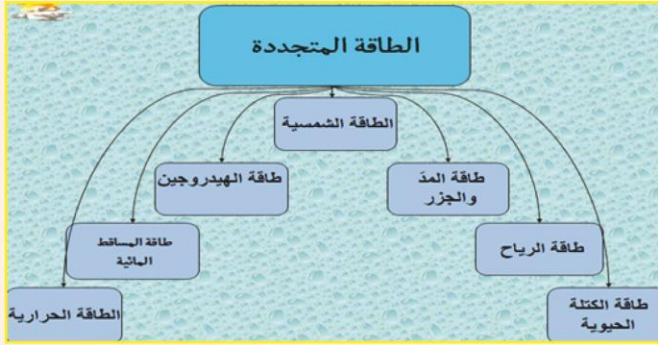 الطاقة المتجددة
الطاقة الشمسية
طاقة المدّ
والجزر
طاقة الهيدروجين
طاقة الرياح
طاقة المساقط
المائية
طاقة الكتلة
الحيوية
الطاقة الحرارية